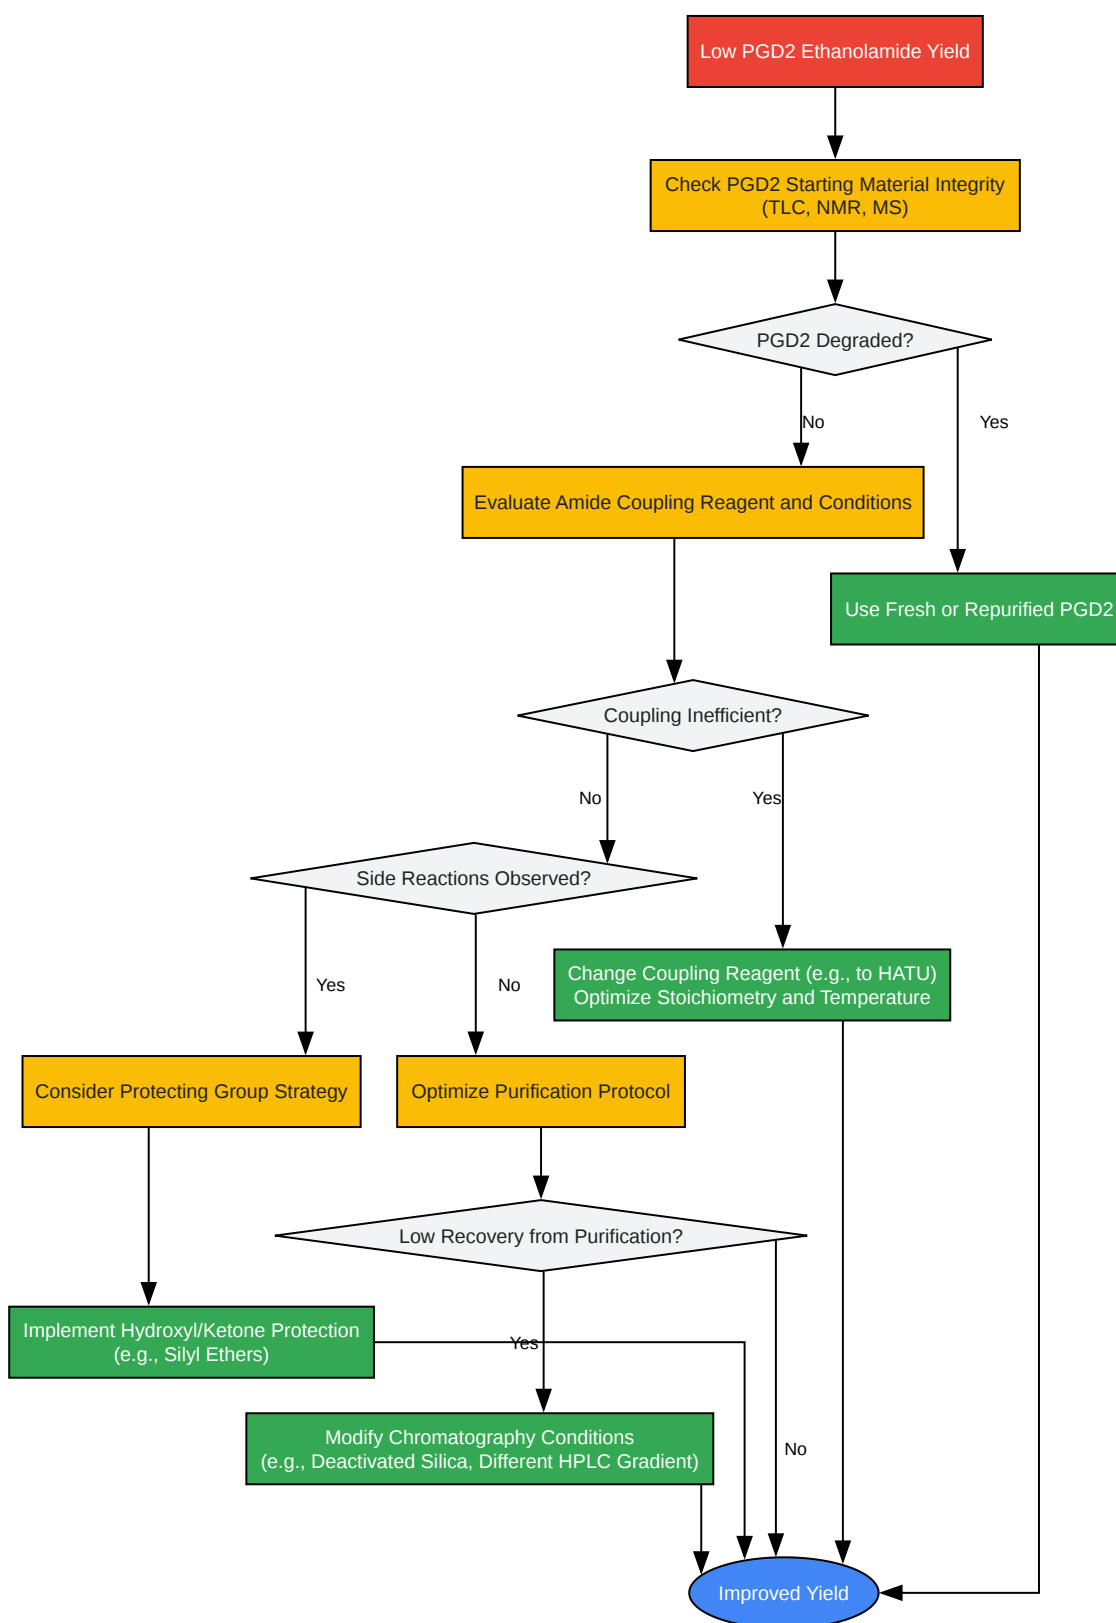 Low PGD2 Ethanolamide Yield
Check PGD2 Starting Material Integrity
(TLC, NMR, MS)
PGD2 Degraded?
No
Yes
Evaluate Amide Coupling Reagent and Conditions
Use Fresh or Repurified PGD2
Coupling Inefficient?
No
Yes
Side Reactions Observed?
Change Coupling Reagent (e.g., to HATU)
Optimize Stoichiometry and Temperature
Yes
No
Consider Protecting Group Strategy
Optimize Purification Protocol
Low Recovery from Purification?
Implement Hydroxyl/Ketone Protection
(e.g., Silyl Ethers)
Yes
Modify Chromatography Conditions
(e.g., Deactivated Silica, Different HPLC Gradient)
No
Improved Yield